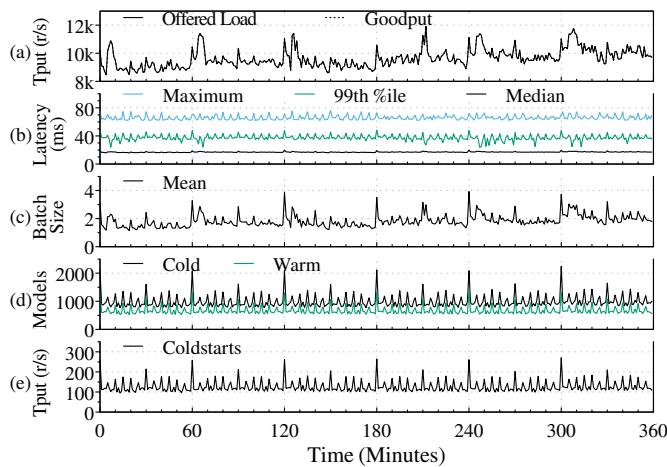 Offered Load Goodput
12k
10k
8k
(a)
Tput (r/s)
Maximum 99th %ile Median
80
40
0
(b)
Latency
(ms)
Mean
4
2
0
(c)
Batch
Size
Cold Warm
2000
1000
0
(d)
Models
Coldstarts
300
200
100
0
(e)
Tput (r/s)
0 60 120 180 240 300 360
Time (Minutes)